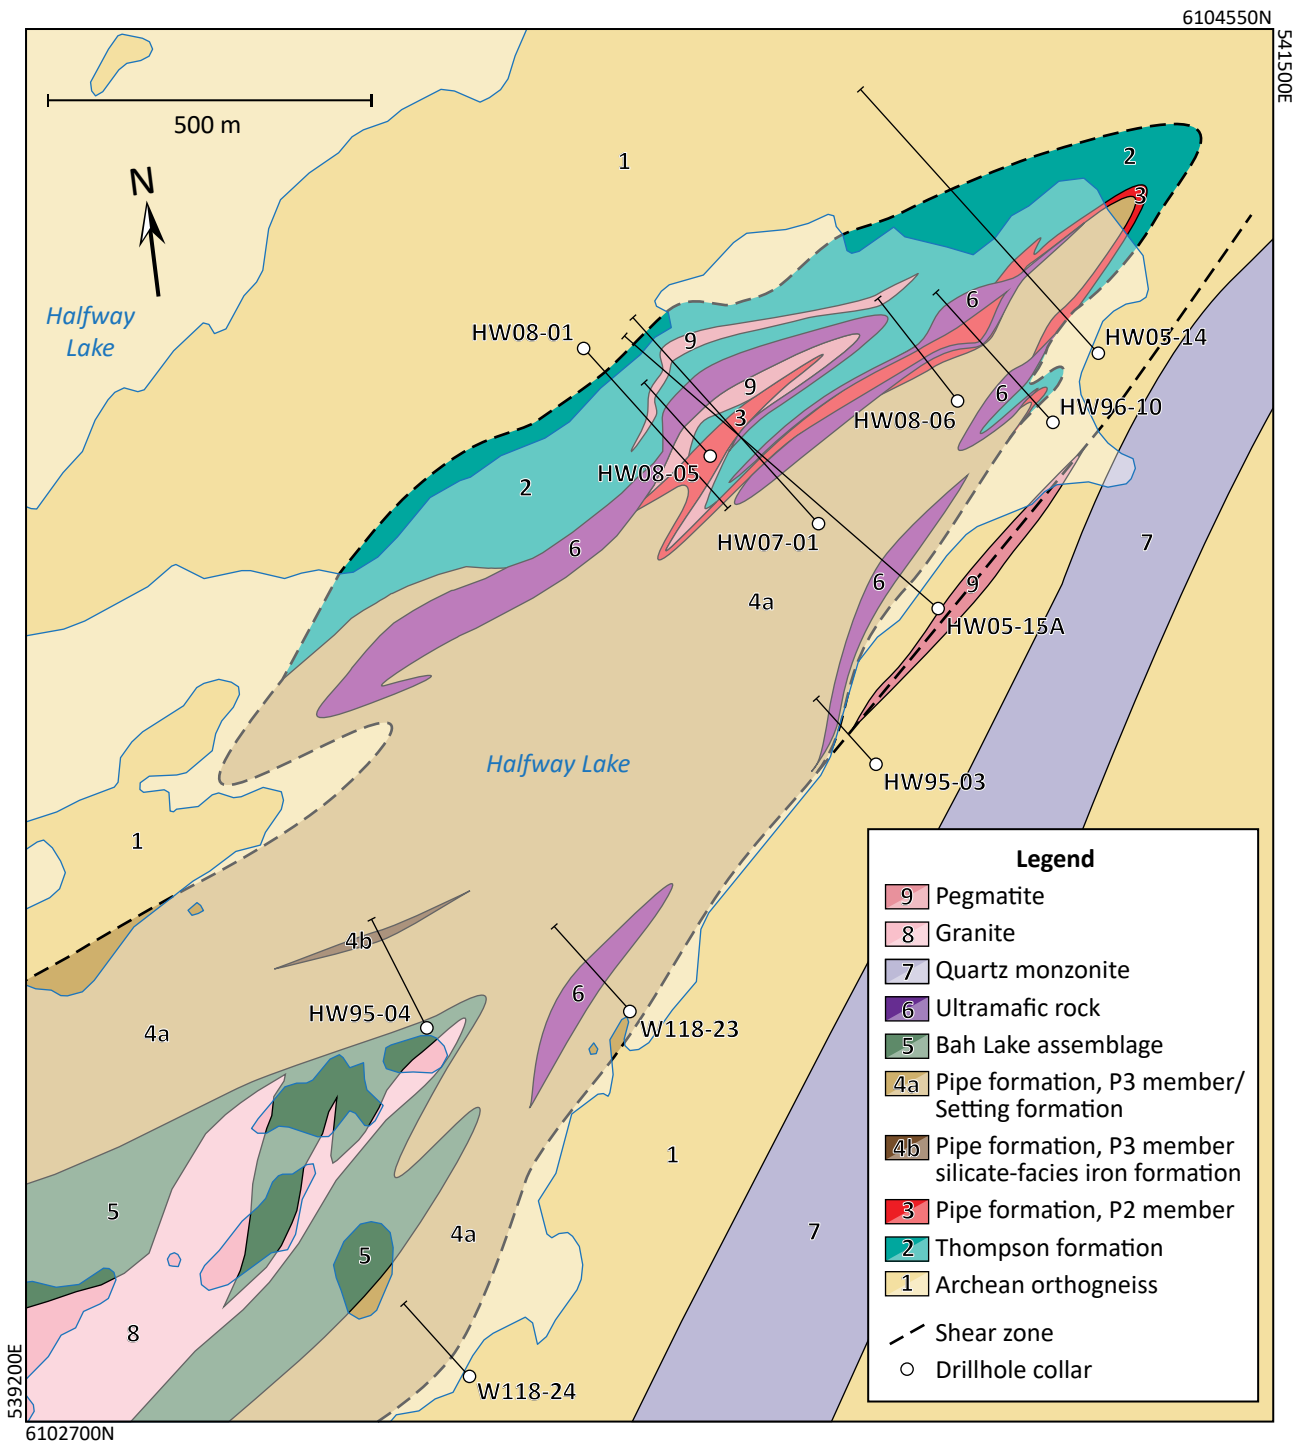 6104550N
541500E
500 m
N
1
2
3
Halfway
Lake
6
HW08-01
9
HW05-14
9
6
HW96-10
3
HW08-06
HW08-05
2
HW07-01
6
7
4a
6
9
HW05-15A
Halfway Lake
HW95-03
1
4b
6
HW95-04
4a
W118-23
1
5
4a
5
7
8
539200E
W118-24
6102700N
Legend
9 Pegmatite
8 Granite
7 Quartz monzonite
6 Ultramafic rock
5 Bah Lake assemblage
4a Pipe formation, P3 member/
Setting formation
4b Pipe formation, P3 member
silicate-facies iron formation
3 Pipe formation, P2 member
2 Thompson formation
1 Archean orthogneiss
Shear zone
Drillhole collar